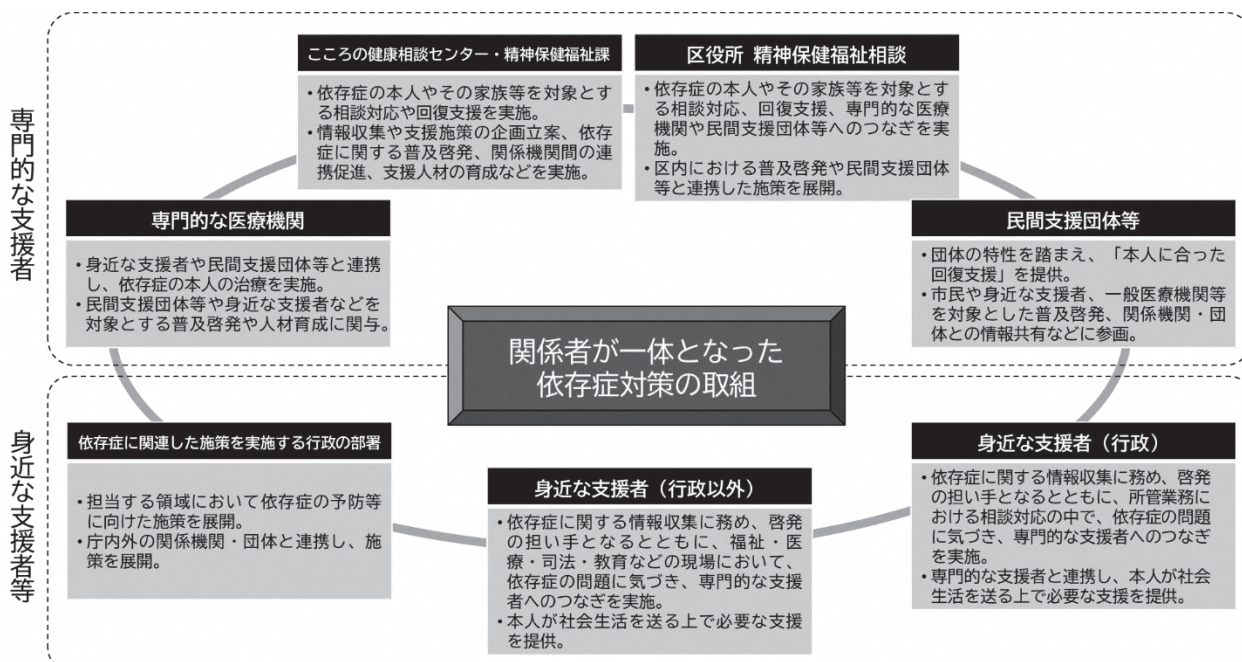 専門的な支援者
こころの健康相談センター・精神保健福祉課
・依存症の本人やその家族等を対象とす
る相談対応や回復支援を実施。
・情報収集や支援施策の企画立案、依存
症に関する普及啓発、関係機関間の連
携促進、支援人材の育成などを実施。
区役所 精神保健福祉相談
・依存症の本人やその家族等を対象とす
る相談対応、回復支援、専門的な医療
機関や民間支援団体等へのつなぎを実
施。
・区内における普及啓発や民間支援団体
等と連携した施策を展開。
専門的な医療機関
・身近な支援者や民間支援団体等と連携
し、依存症の本人の治療を実施。
・民間支援団体等や身近な支援者などを
対象とする普及啓発や人材育成に関与。
民間支援団体等
・団体の特性を踏まえ、「本人に合った
回復支援」を提供。
・市民や身近な支援者、一般医療機関等
を対象とした普及啓発、関係機関・団
体との情報共有などに参画。
関係者が一体となった
依存症対策の取組
身近な支援者等
依存症に関連した施策を実施する行政の部署
・担当する領域において依存症の予防等
に向けた施策を展開。
・庁内外の関係機関・団体と連携し、施
策を展開。
身近な支援者（行政以外）
・依存症に関する情報収集に務め、啓発
の担い手となるとともに、福祉・医
療・司法・教育などの現場において、
依存症の問題に気づき、専門的な支援
者へのつなぎを実施。
・本人が社会生活を送る上で必要な支援
を提供。
身近な支援者（行政）
・依存症に関する情報収集に務め、啓発
の担い手となるとともに、所管業務に
おける相談対応の中で、依存症の問題
に気づき、専門的な支援者へのつなぎ
を実施。
・専門的な支援者と連携し、本人が社会
生活を送る上で必要な支援を提供。